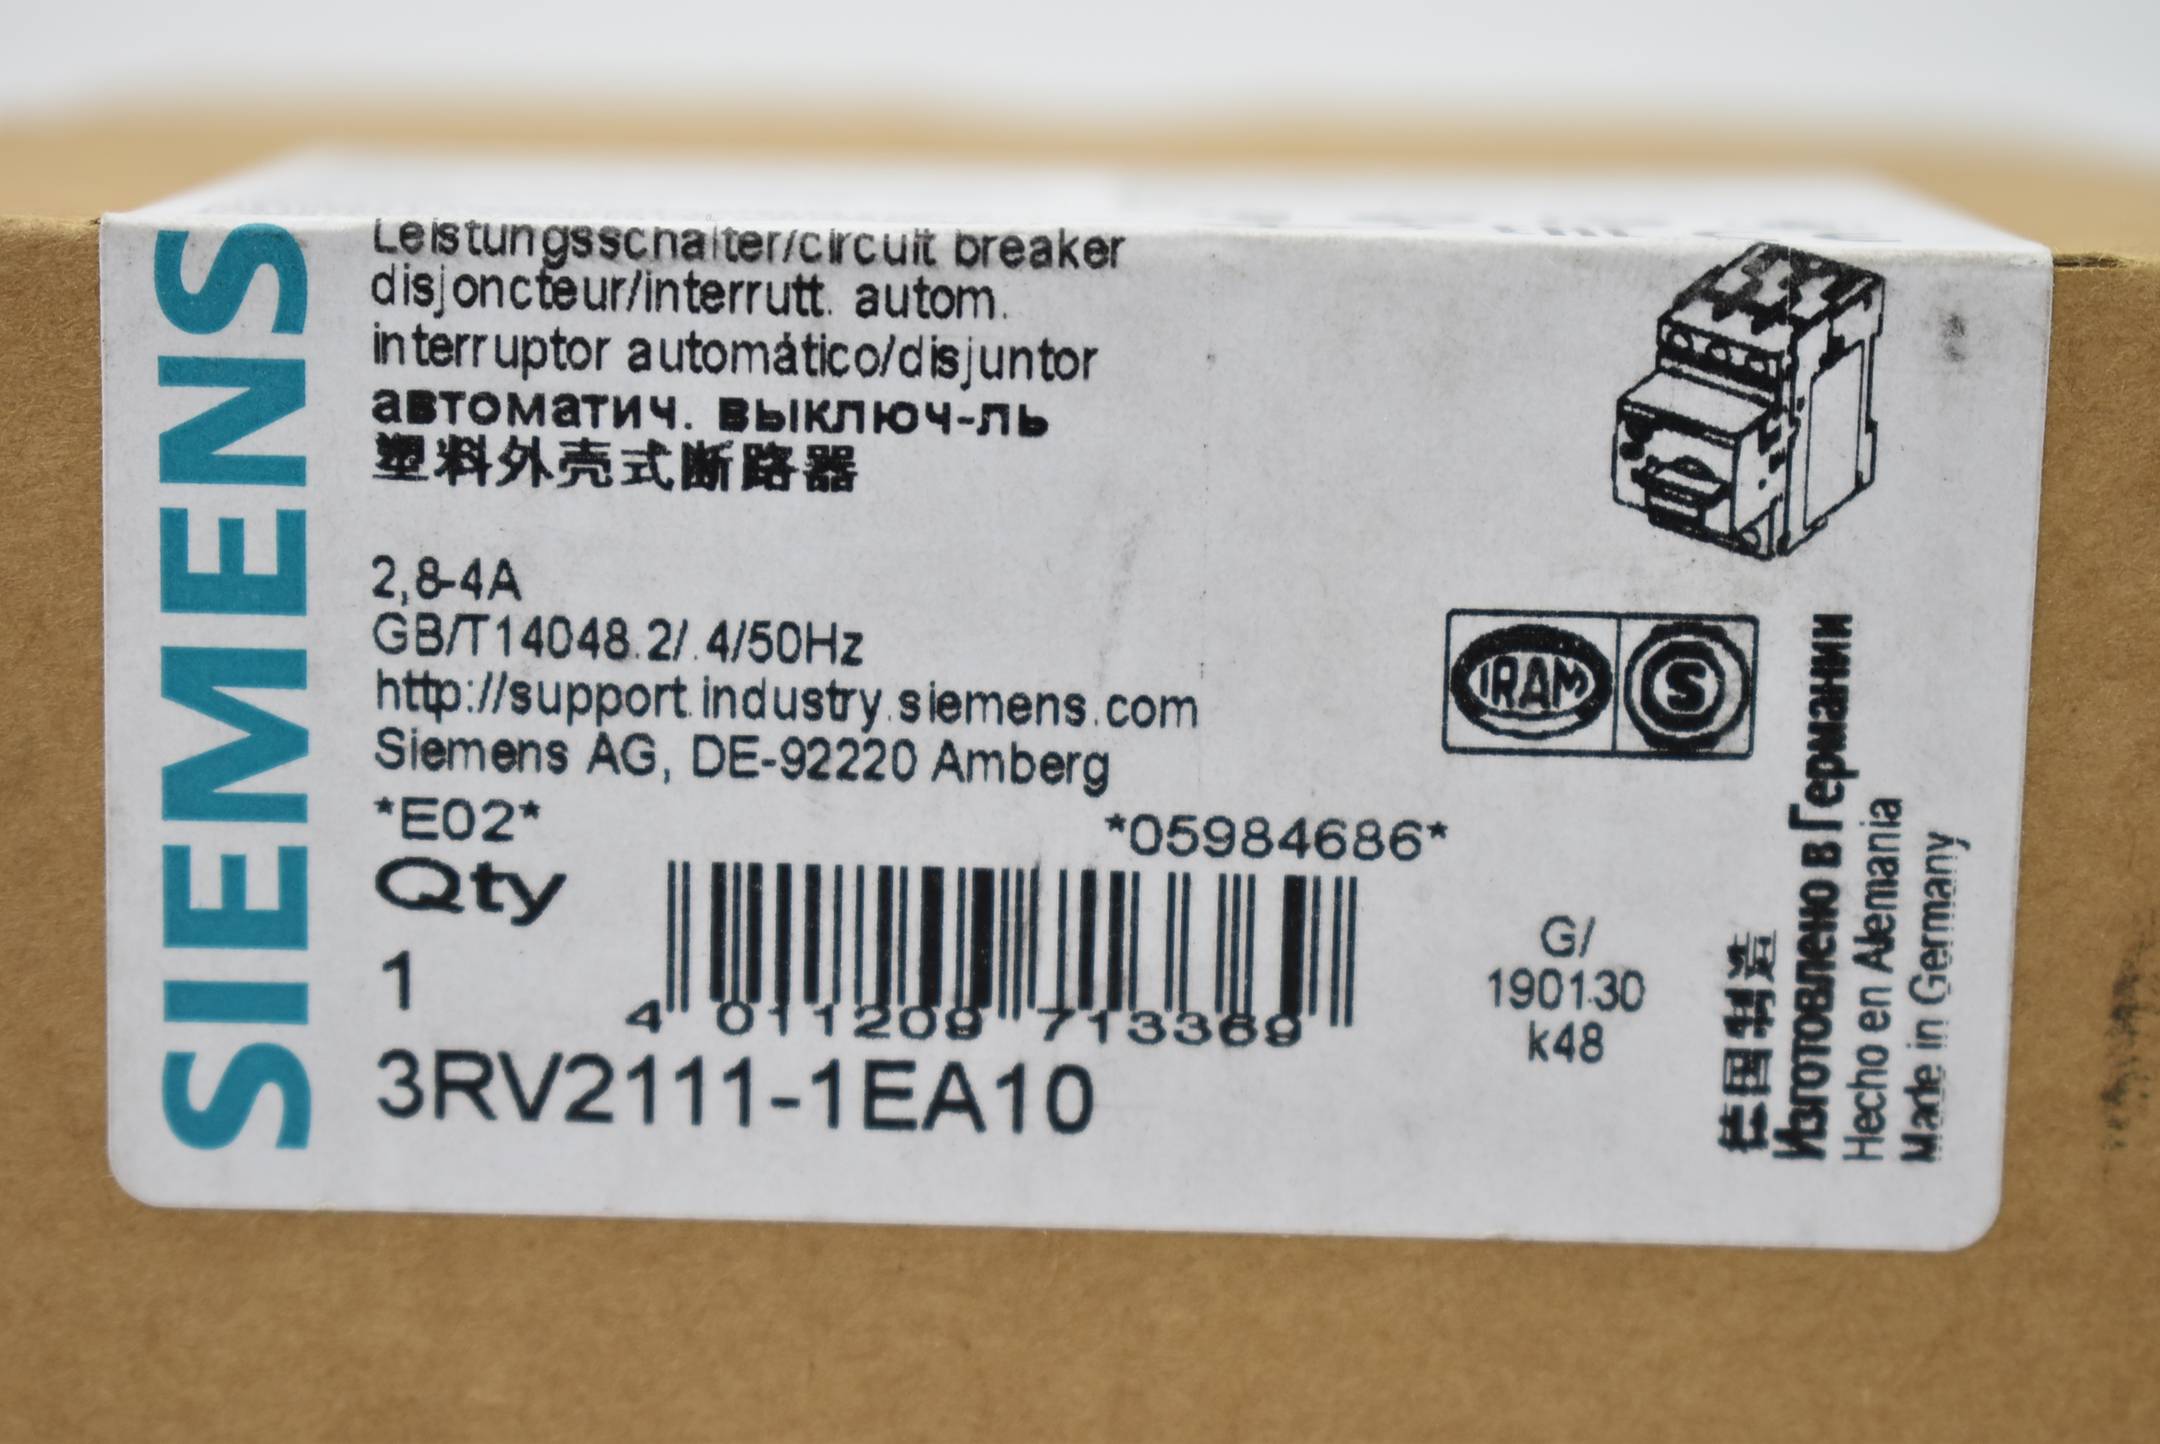 SIEMENS
Leistungsschalter/circuit breaker
disjoncteur/interrutt. autom.
interruptor automático/disjuntor
автоматич. выключ-ль
塑料外壳式断路器
2,8-4A
GB/T14048.2/.4/50Hz
http://support.industry.siemens.com
Siemens AG, DE-92220 Amberg
*E02*
*05984686*
Qty
1
4 011209 713369
3RV2111-1EA10
IRAM
S
G/
190130
k48
德国制造
Изготовлено в Германии
Hecho en Alemania
Made in Germany